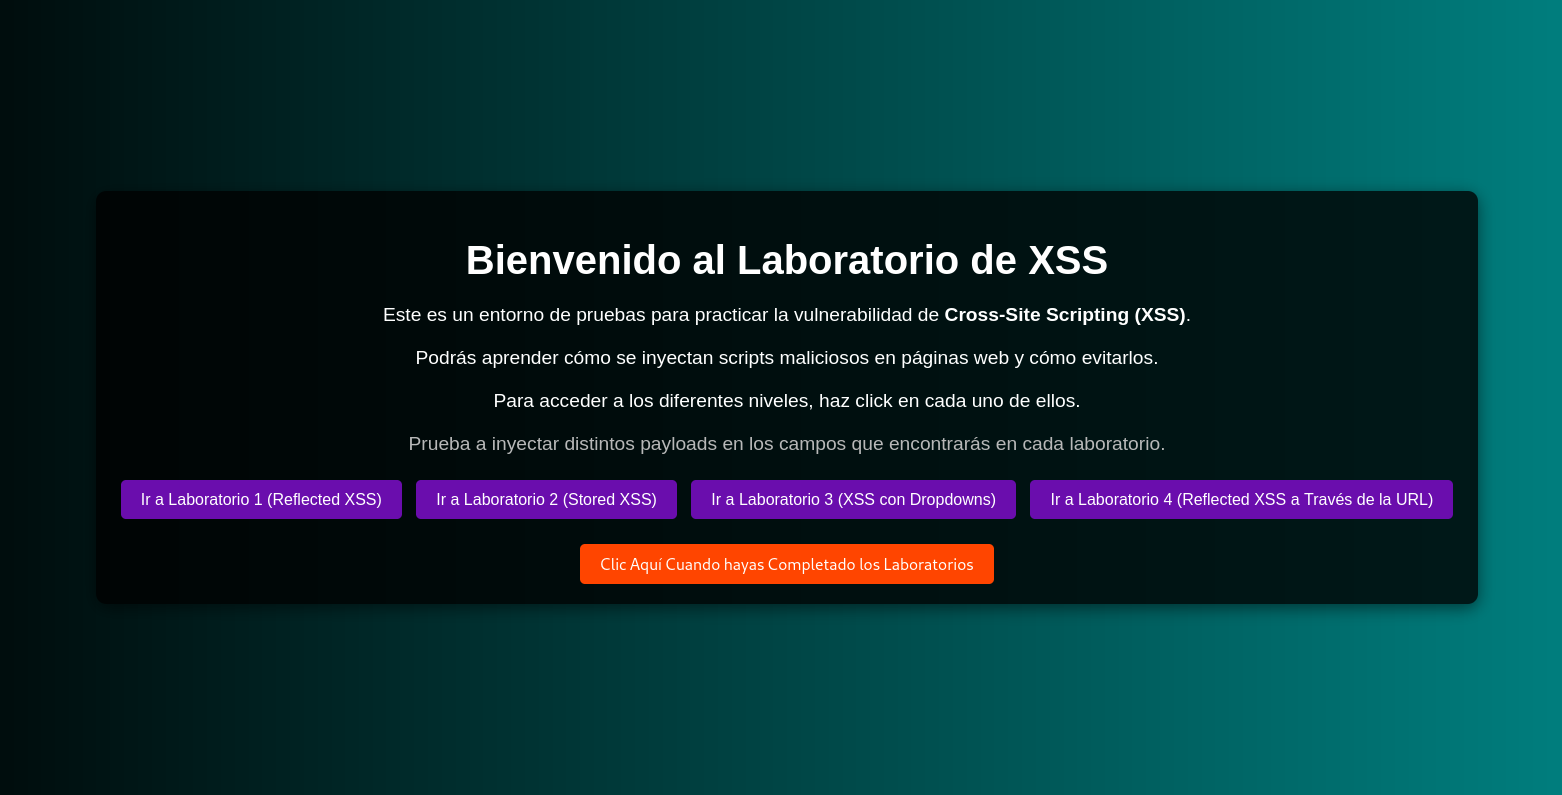 Bienvenido al Laboratorio de XSS
Este es un entorno de pruebas para practicar la vulnerabilidad de Cross-Site Scripting (XSS).
Podrás aprender cómo se inyectan scripts maliciosos en páginas web y cómo evitarlos.
Para acceder a los diferentes niveles, haz click en cada uno de ellos.
Prueba a inyectar distintos payloads en los campos que encontrarás en cada laboratorio.
Ir a Laboratorio 1 (Reflected XSS)
Ir a Laboratorio 2 (Stored XSS)
Ir a Laboratorio 3 (XSS con Dropdowns)
Ir a Laboratorio 4 (Reflected XSS a Través de la URL)
Clic Aquí Cuando hayas Completado los Laboratorios